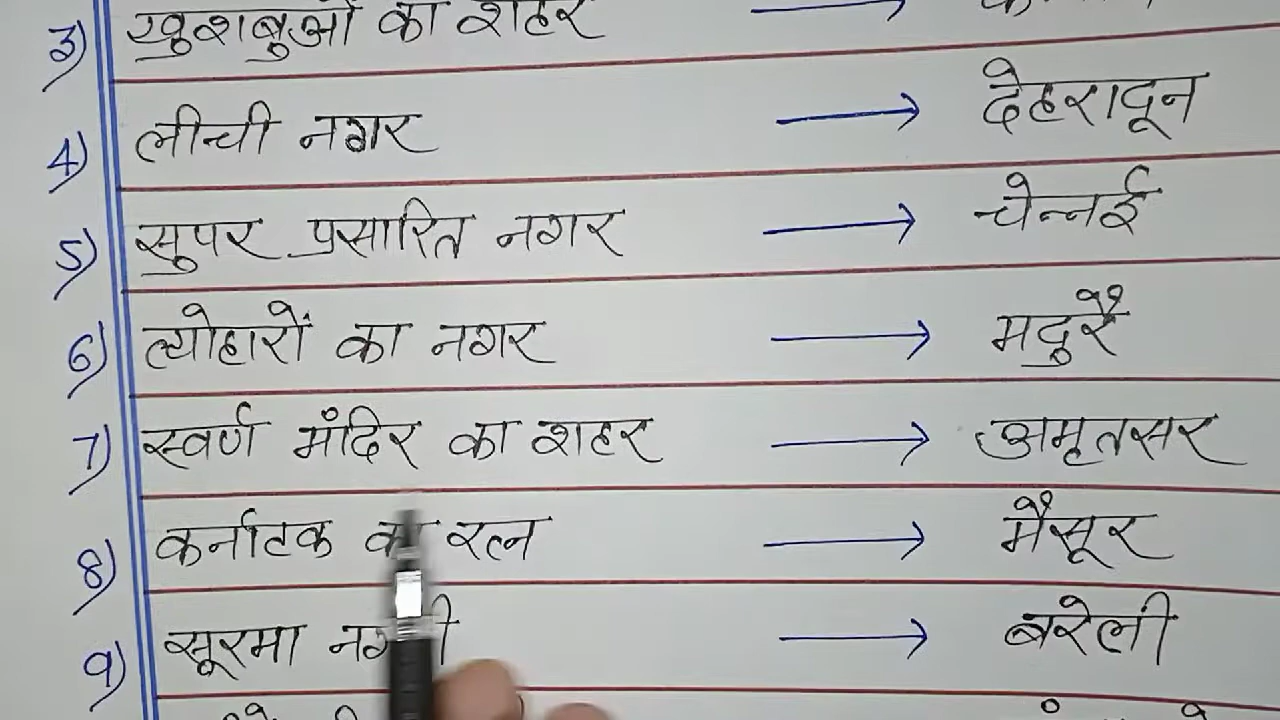 3) खुशबुओं का शहर →
4) लीची नगर → देहरादून
5) सुपर प्रसारित नगर → चेन्नई
6) त्योहारों का नगर → मदुरै
7) स्वर्ण मंदिर का शहर → अमृतसर
8) कर्नाटक का रत्न → मैसूर
9) सूरमा नगरी → बरेली